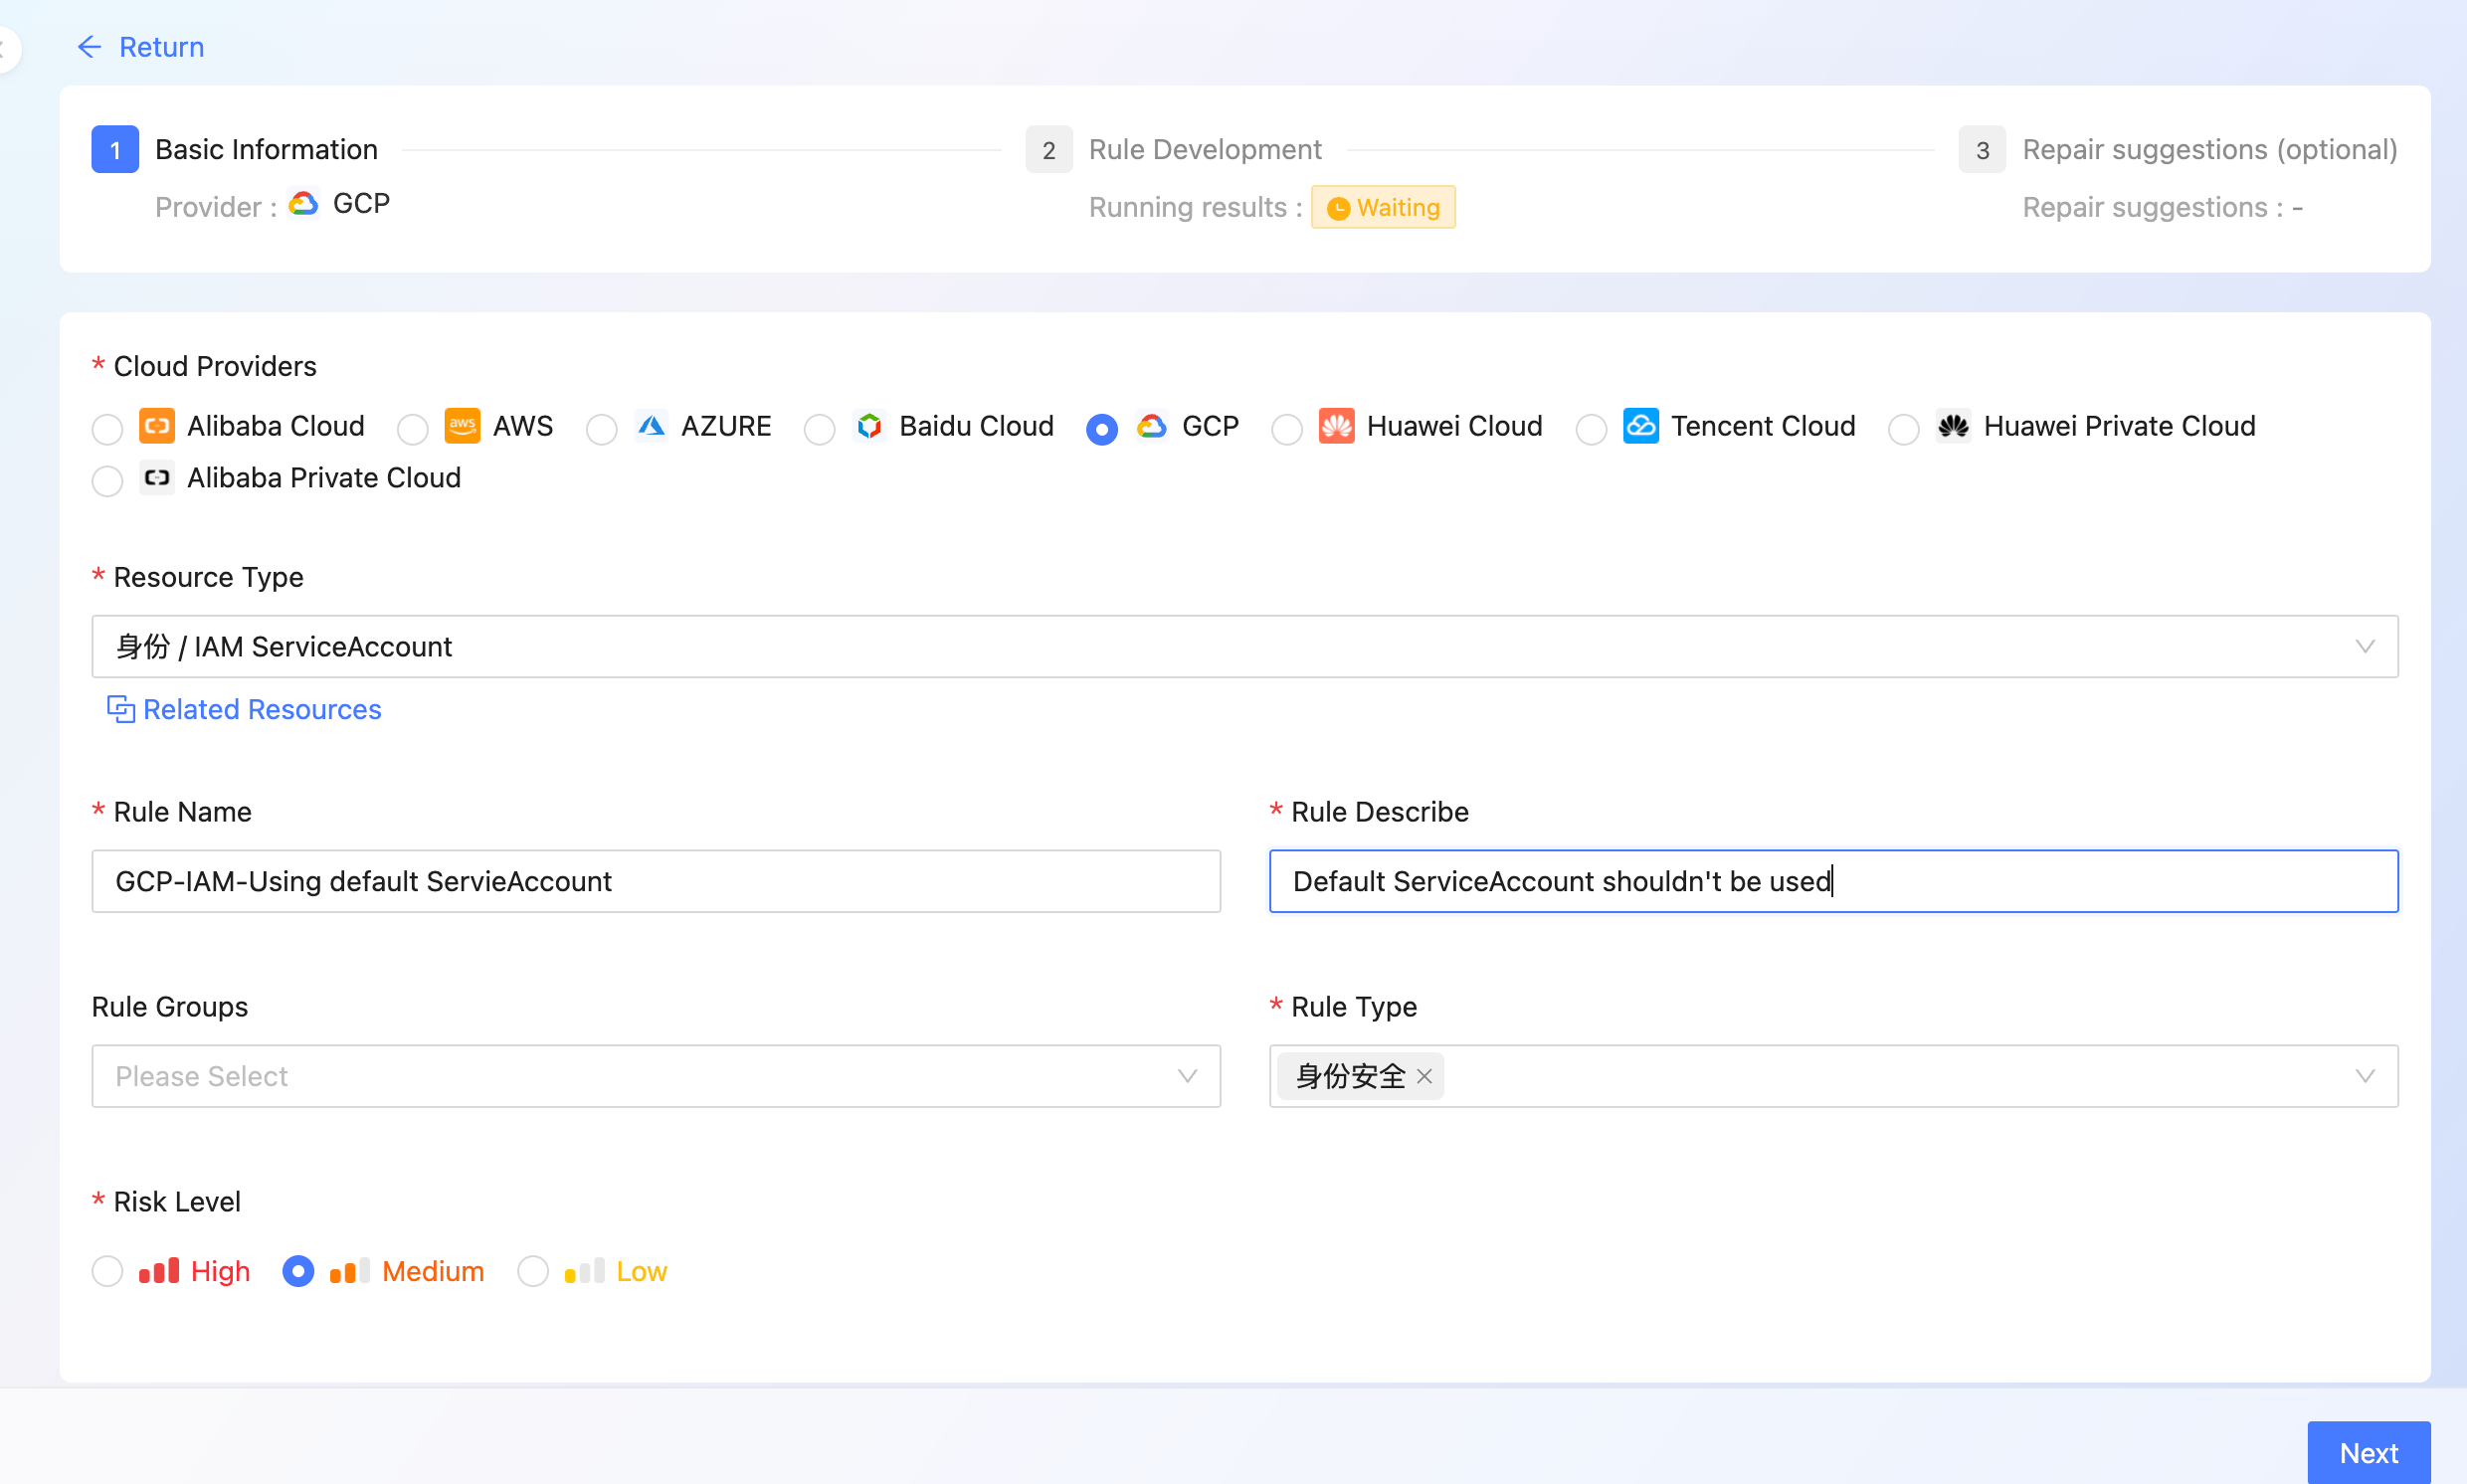 Return
1 Basic Information
Provider : GCP
2 Rule Development
Running results : Waiting
3 Repair suggestions (optional)
Repair suggestions : -
* Cloud Providers
Alibaba Cloud aws AWS AZURE Baidu Cloud GCP Huawei Cloud Tencent Cloud Huawei Private Cloud
Alibaba Private Cloud
* Resource Type
身份 / IAM ServiceAccount
Related Resources
* Rule Name
GCP-IAM-Using default ServieAccount
* Rule Describe
Default ServiceAccount shouldn't be used
Rule Groups
Please Select
* Rule Type
身份安全
* Risk Level
High Medium Low
Next